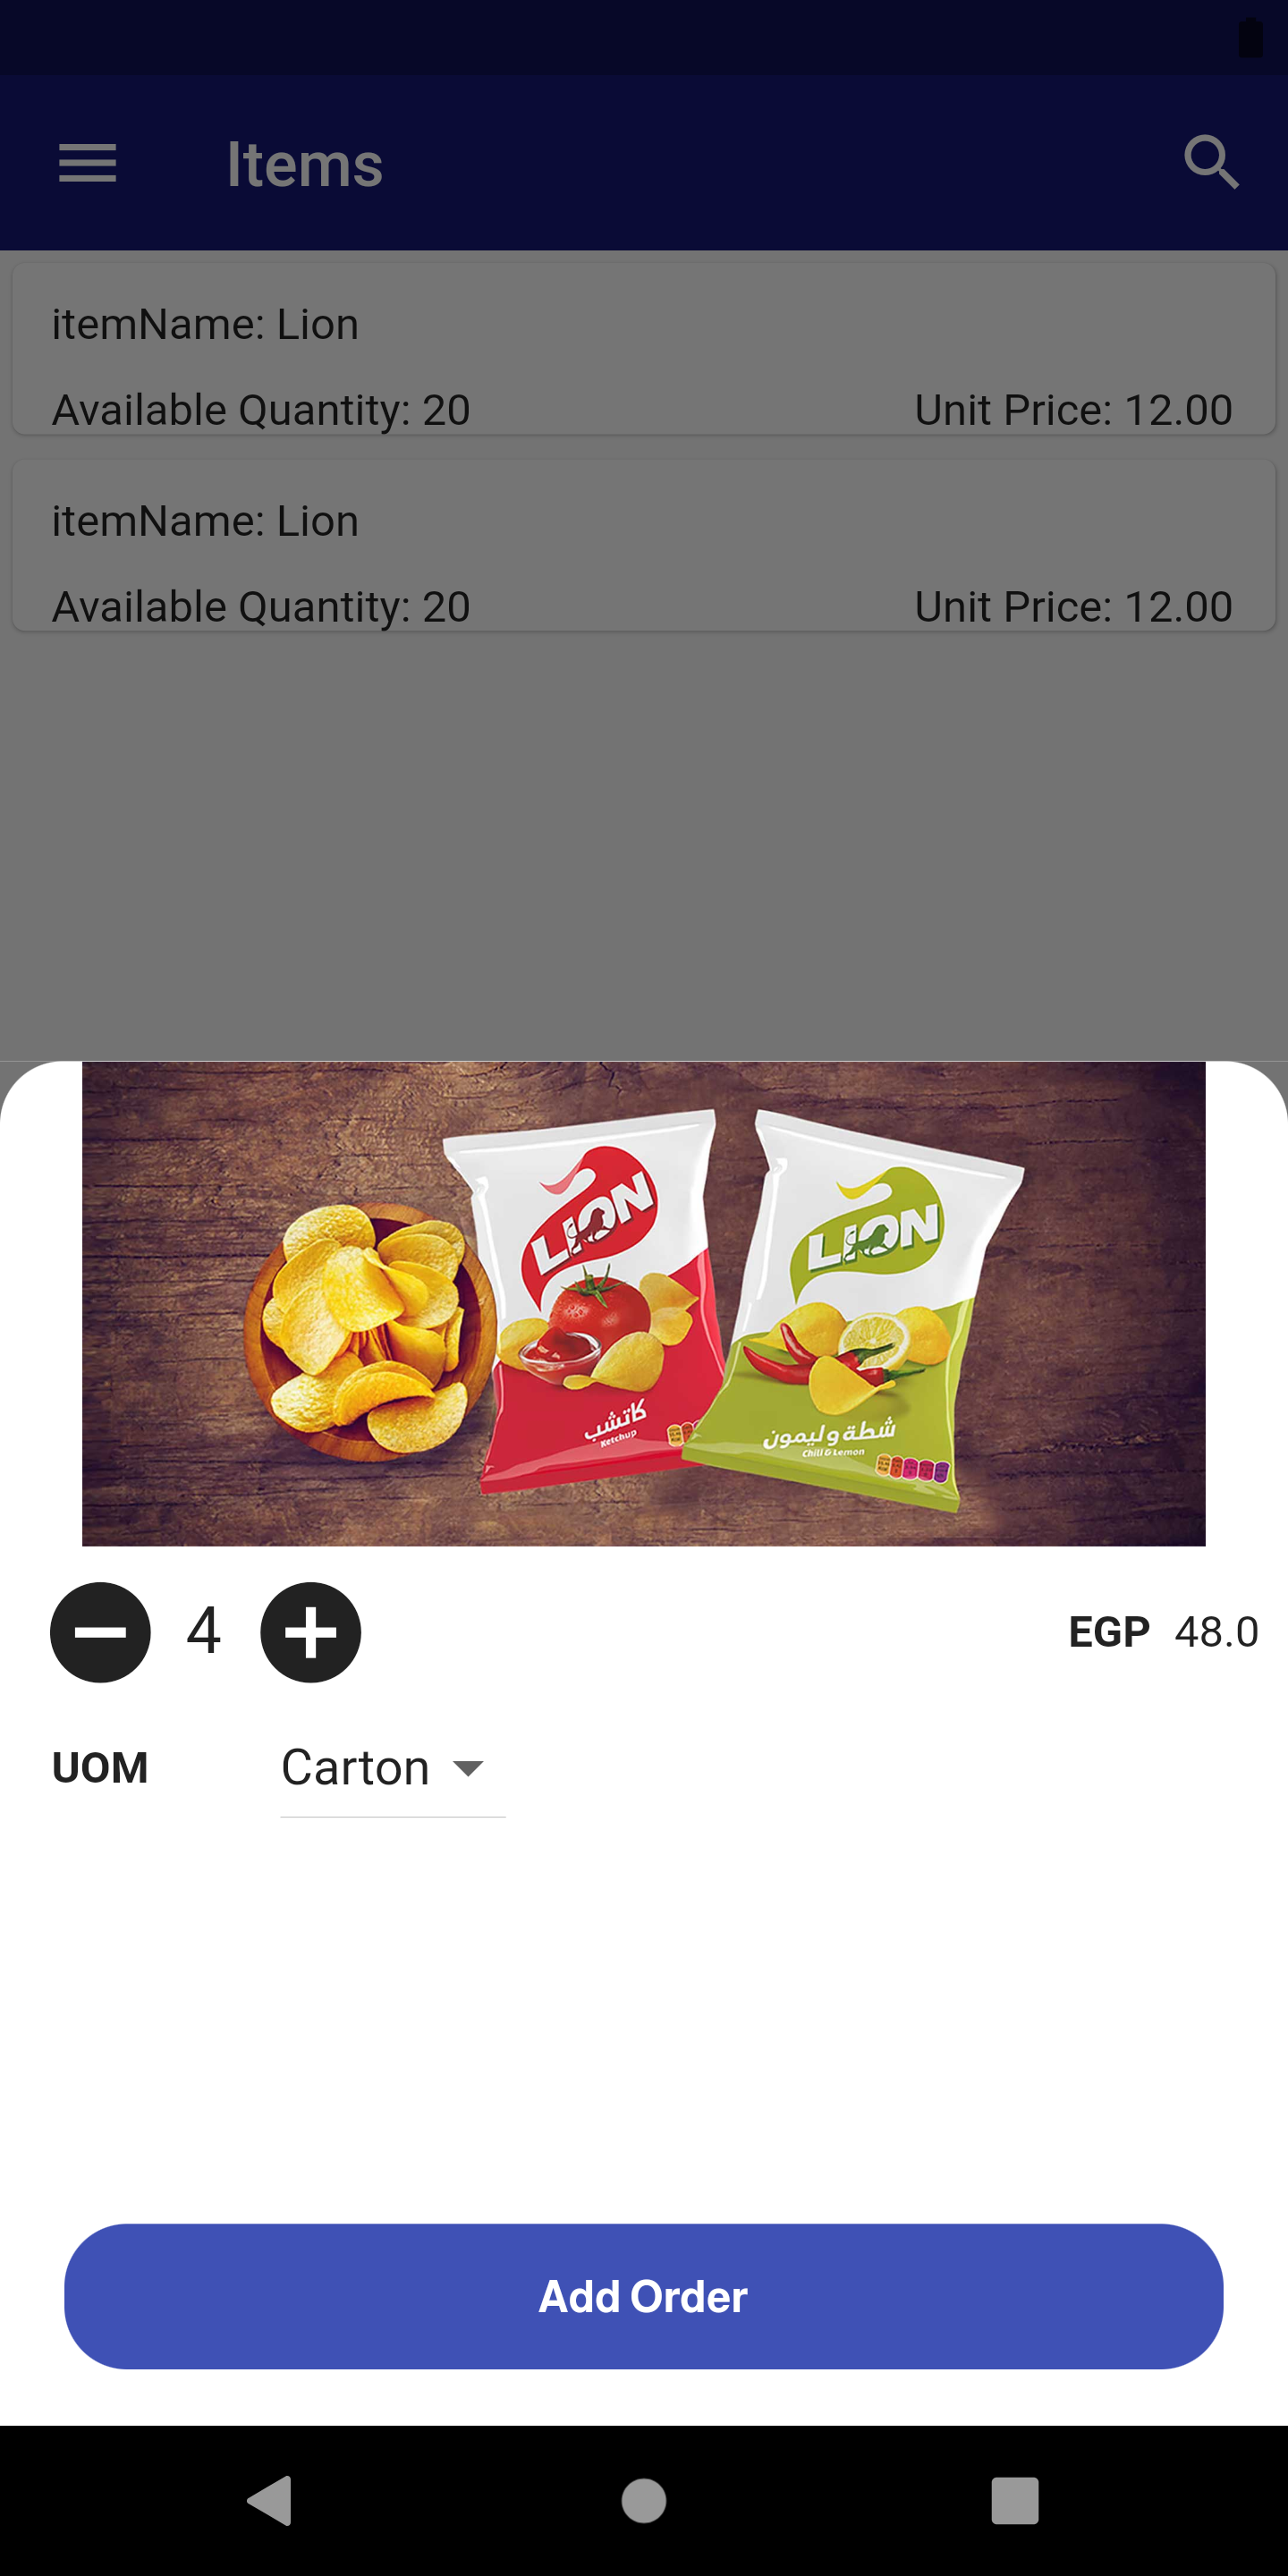 Items
itemName: Lion
Available Quantity: 20 Unit Price: 12.00
itemName: Lion
Available Quantity: 20 Unit Price: 12.00
LION
كاتشب
Ketchup
LION
شطة وليمون
Chili & Lemon
4 EGP 48.0
UOM Carton
Add Order